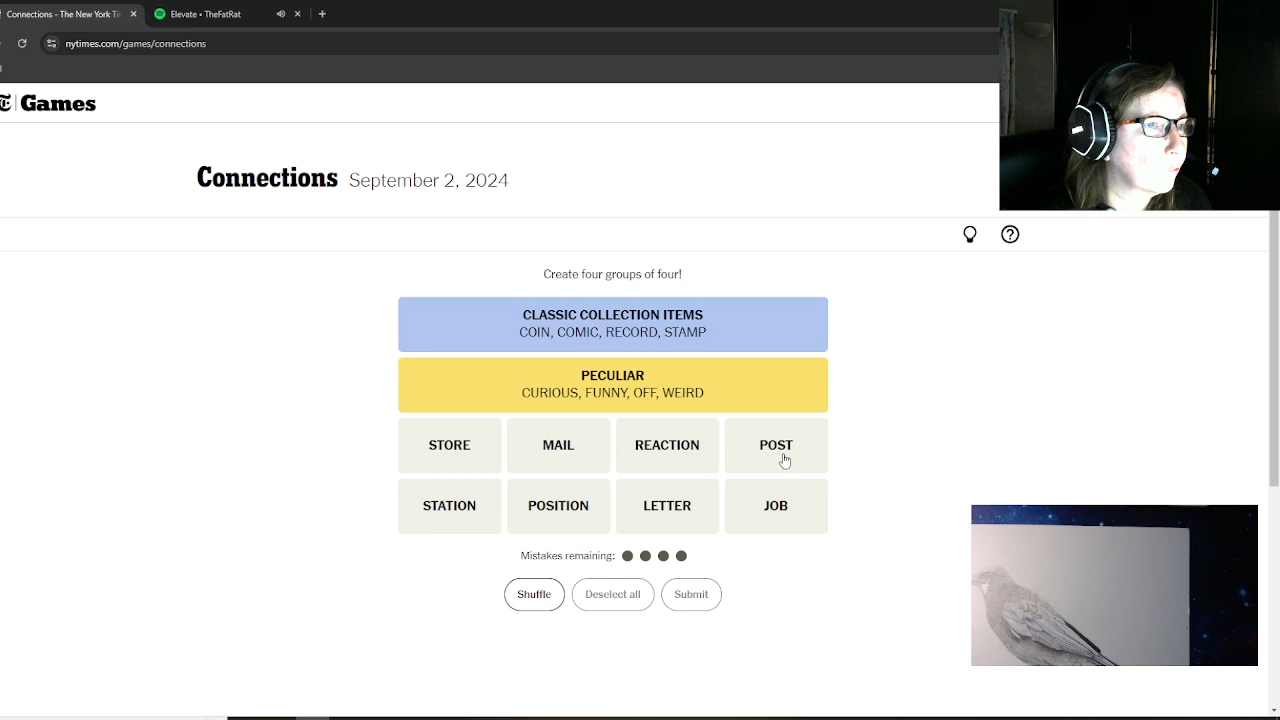 Connections - The New York Ti
Elevate • TheFatRat
nytimes.com/games/connections
Games
Connections September 2, 2024
Create four groups of four!
CLASSIC COLLECTION ITEMS
COIN, COMIC, RECORD, STAMP
PECULIAR
CURIOUS, FUNNY, OFF, WEIRD
STORE MAIL REACTION POST
STATION POSITION LETTER JOB
Mistakes remaining:
Shuffle Deselect all Submit